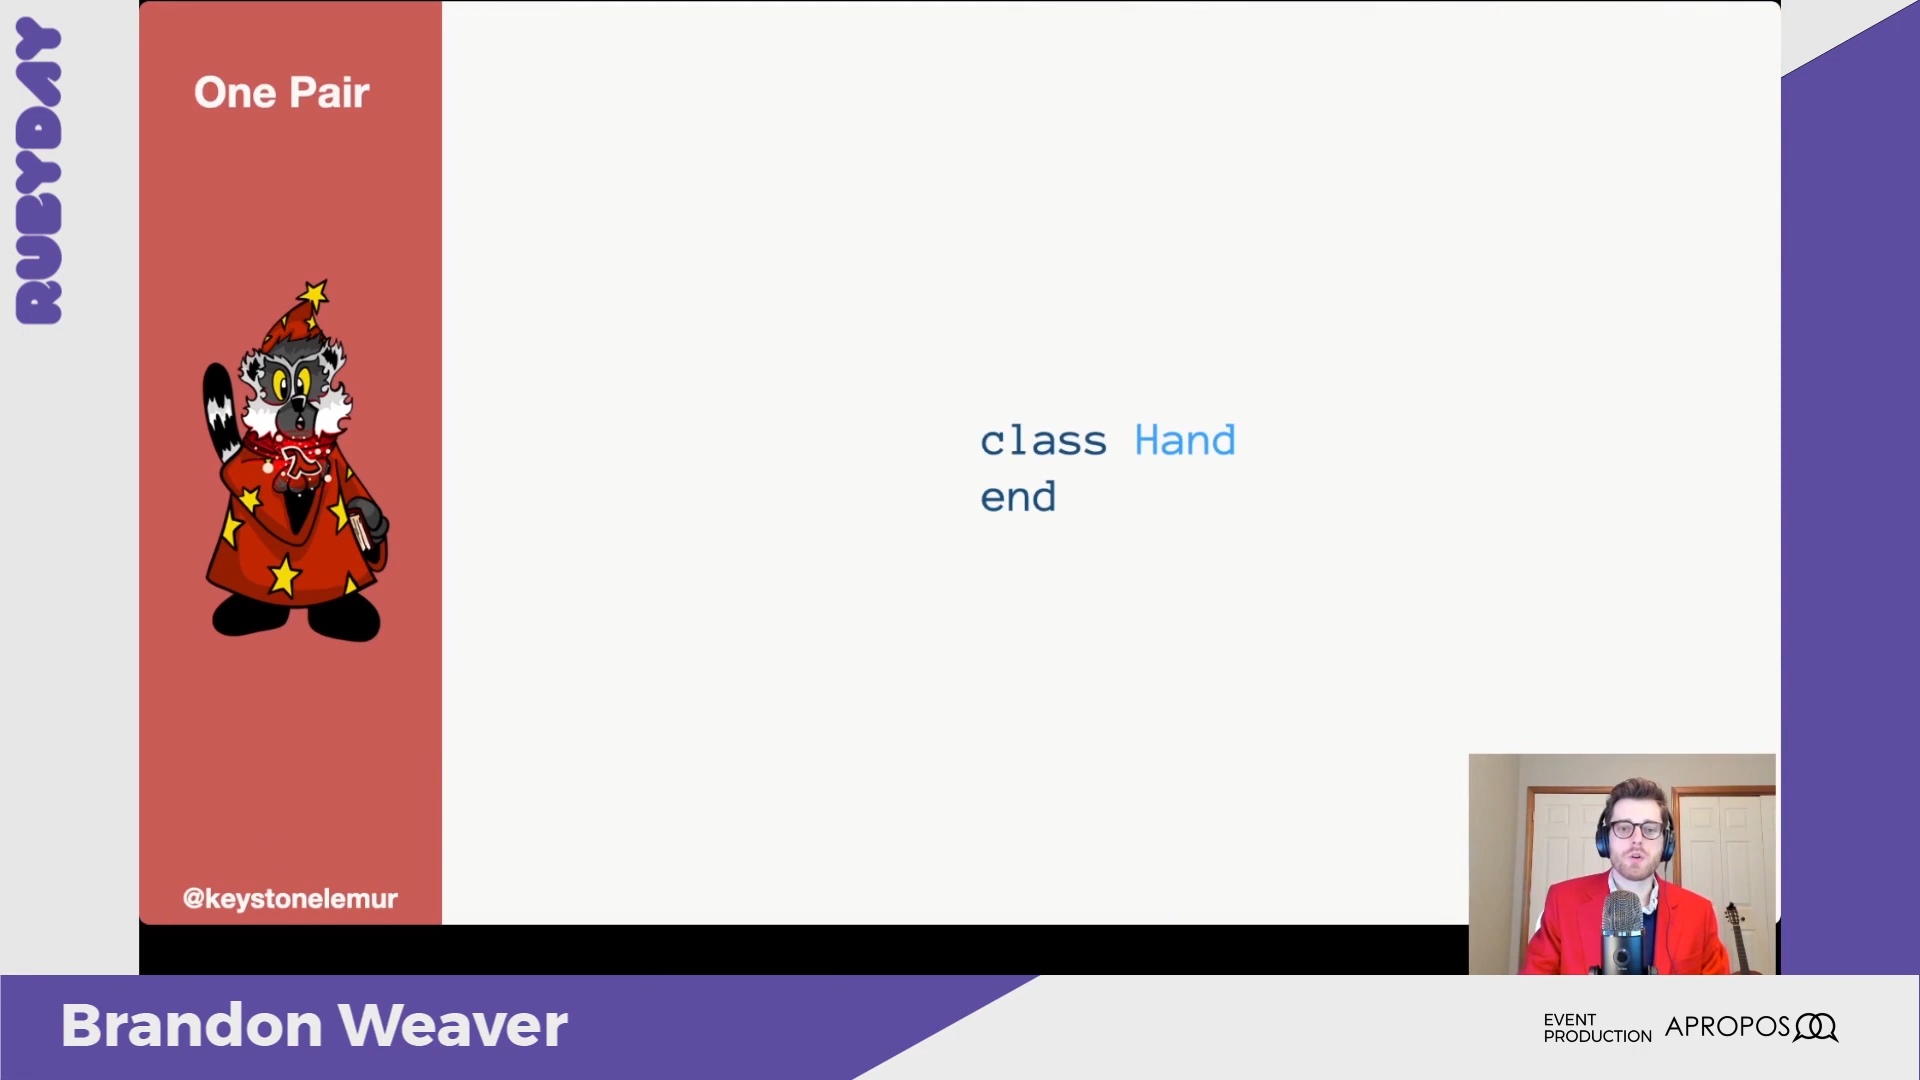 RUBYDAY
One Pair
class Hand
end
@keystonelemur
Brandon Weaver
EVENT
PRODUCTION
APROPOS